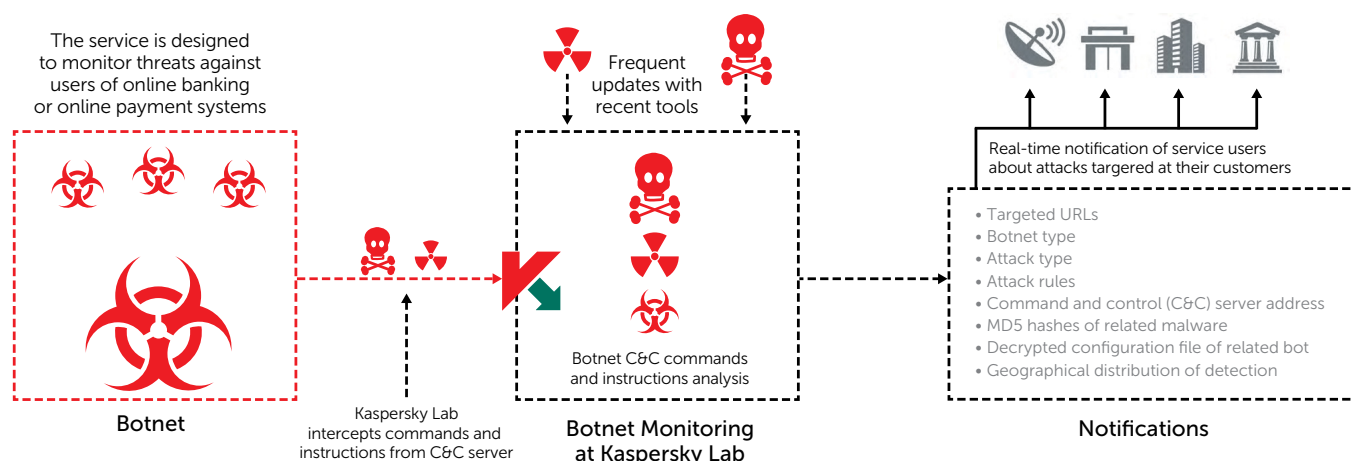 The service is designed
to monitor threats against
users of online banking
or online payment systems
Botnet
Kaspersky Lab
intercepts commands and
instructions from C&C server
Frequent
updates with
recent tools
Botnet C&C commands
and instructions analysis
Botnet Monitoring
at Kaspersky Lab
Real-time notification of service users
about attacks targered at their customers
• Targeted URLs
• Botnet type
• Attack type
• Attack rules
• Command and control (C&C) server address
• MD5 hashes of related malware
• Decrypted configuration file of related bot
• Geographical distribution of detection
Notifications